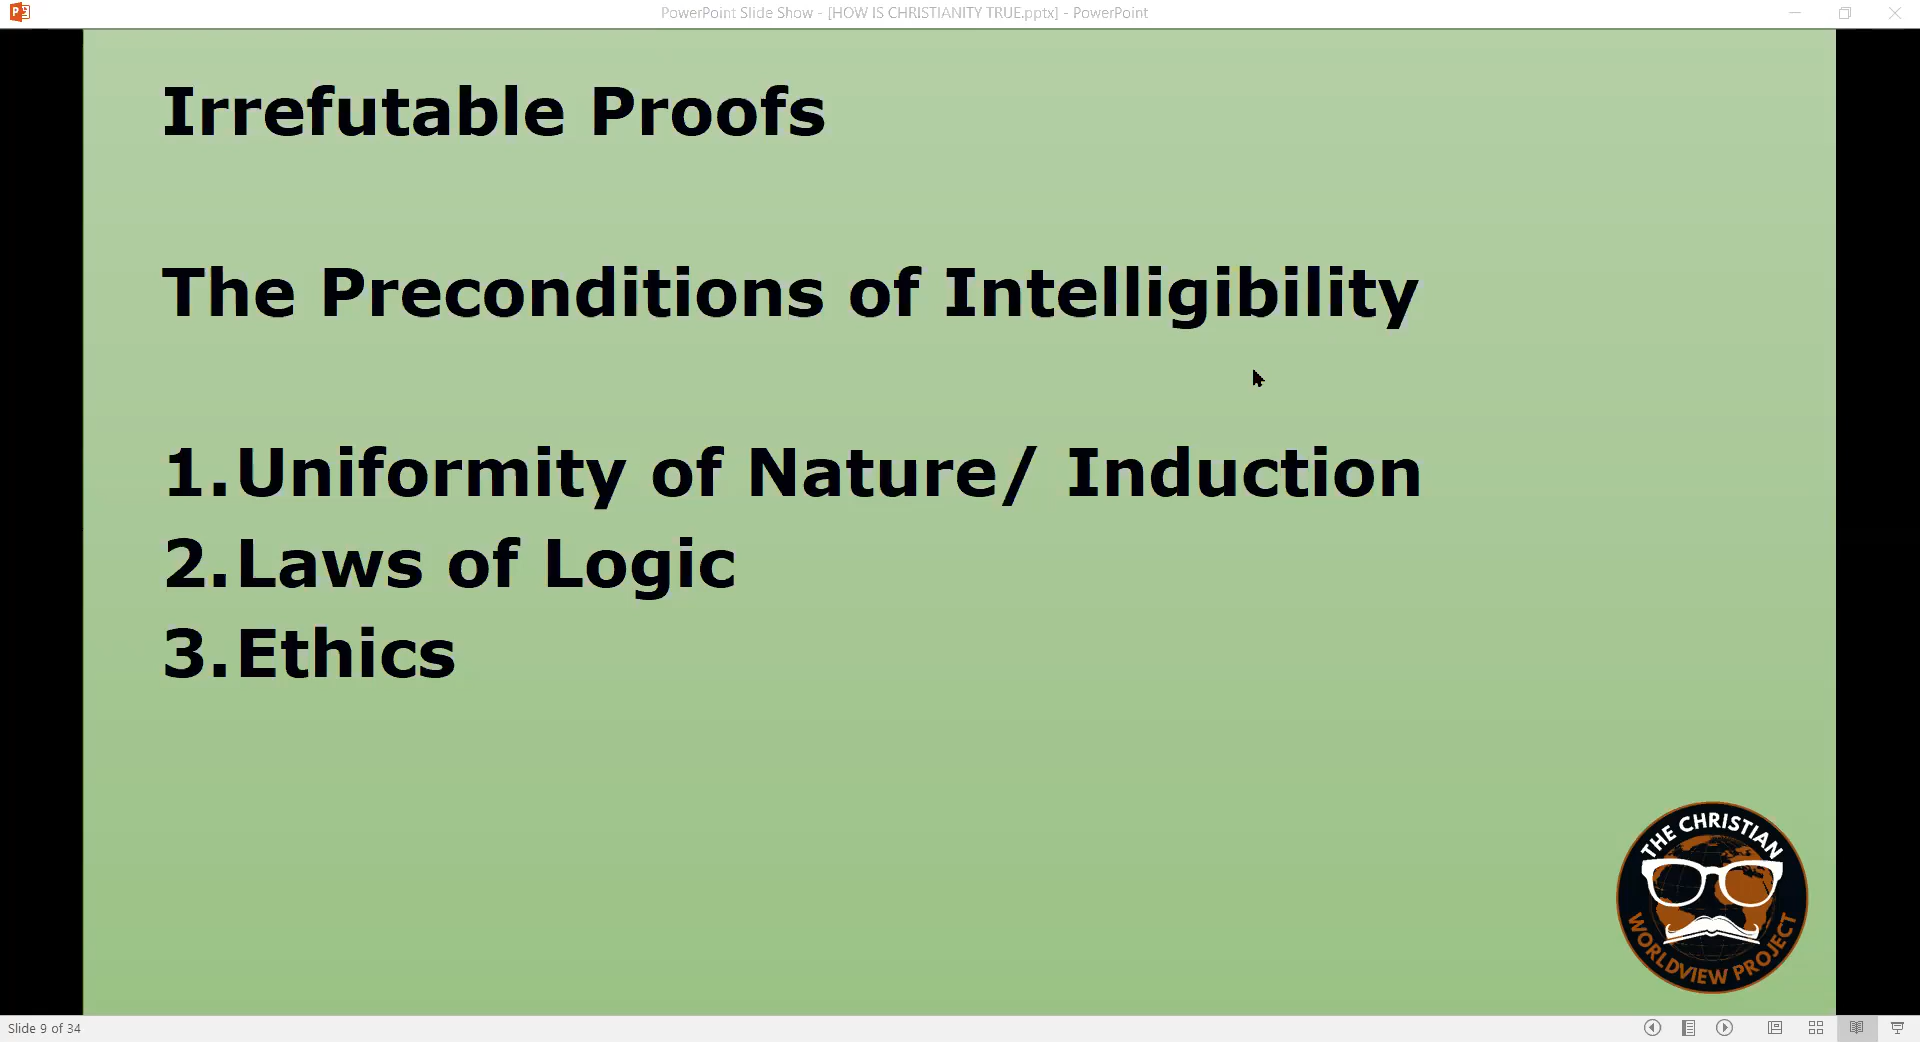 PowerPoint Slide Show - [HOW IS CHRISTIANITY TRUE.pptx] - PowerPoint
Irrefutable Proofs
The Preconditions of Intelligibility
1.Uniformity of Nature/ Induction
2.Laws of Logic
3.Ethics
THE CHRISTIAN
WORLDVIEW PROJECT
Slide 9 of 34